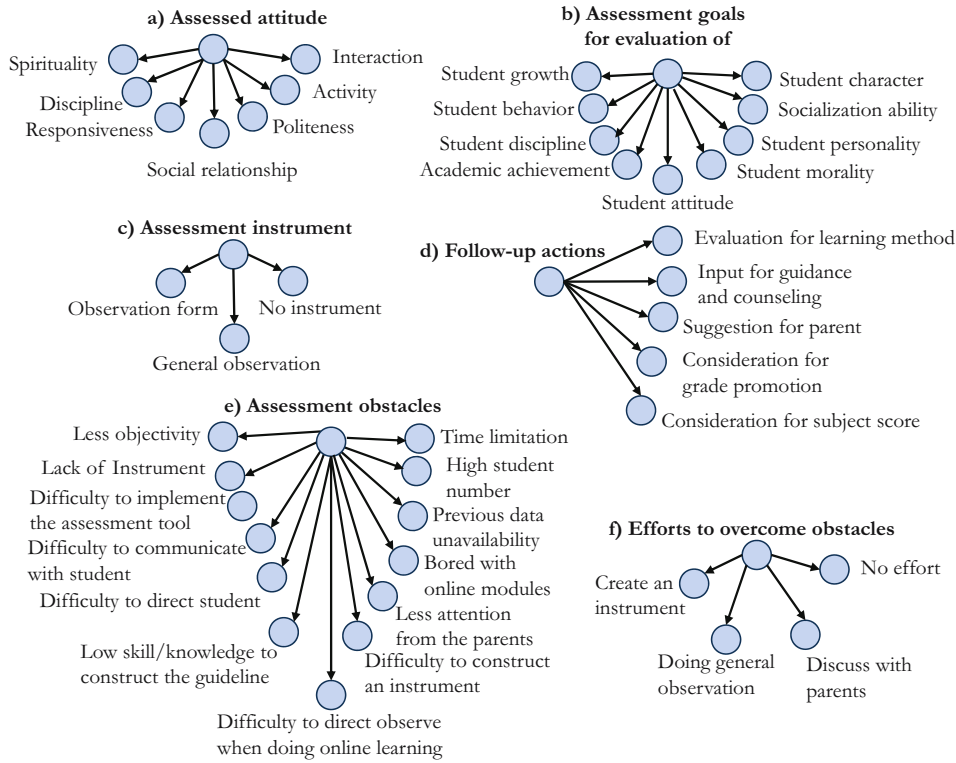 a) Assessed attitude
Spirituality
Discipline
Responsiveness
Social relationship
Politeness
Activity
Interaction
b) Assessment goals
for evaluation of
Student growth
Student behavior
Student discipline
Academic achievement
Student attitude
Student morality
Student personality
Socialization ability
Student character
c) Assessment instrument
Observation form
General observation
No instrument
d) Follow-up actions
Evaluation for learning method
Input for guidance
and counseling
Suggestion for parent
Consideration for
grade promotion
Consideration for subject score
e) Assessment obstacles
Less objectivity
Lack of Instrument
Difficulty to implement
the assessment tool
Difficulty to communicate
with student
Difficulty to direct student
Low skill/knowledge to
construct the guideline
Difficulty to direct observe
when doing online learning
Difficulty to construct
an instrument
Less attention
from the parents
Bored with
online modules
Previous data
unavailability
High student
number
Time limitation
f) Efforts to overcome obstacles
Create an
instrument
Doing general
observation
Discuss with
parents
No effort